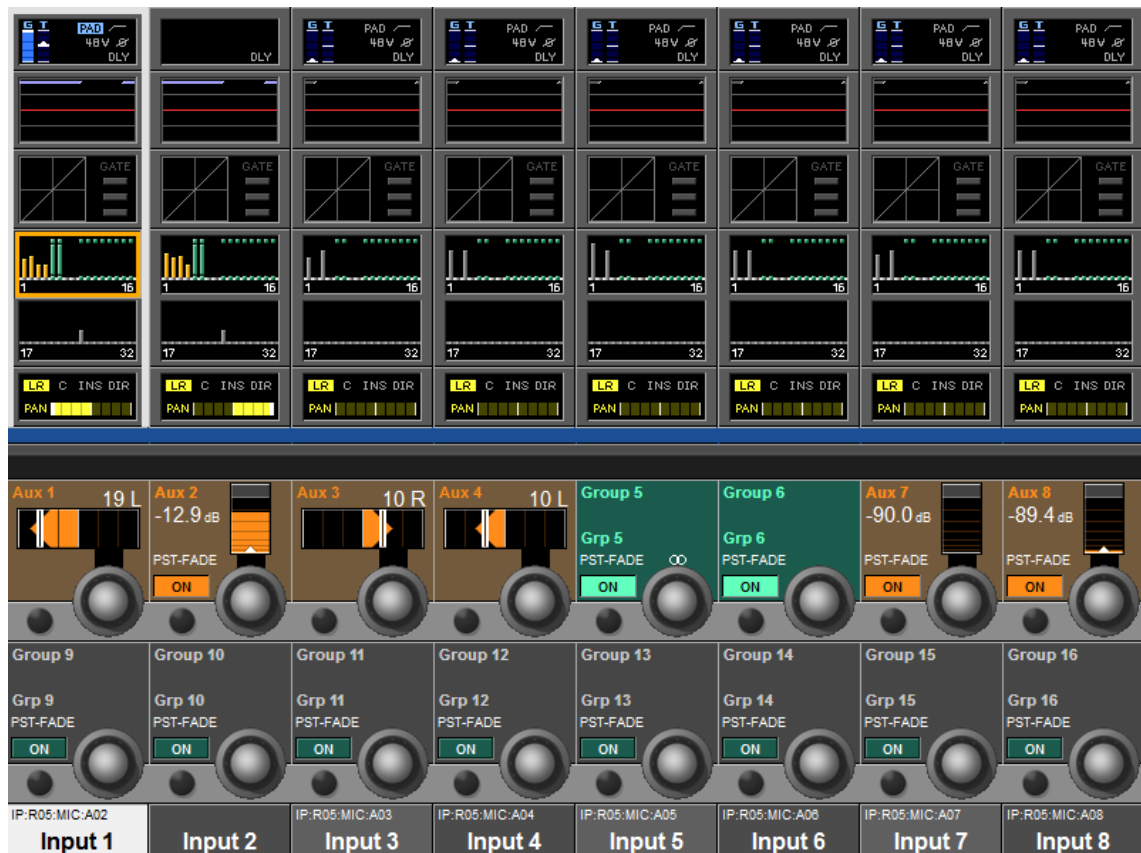 G T PAD
48V
DLY
DLY
G T PAD
48V
DLY
G T PAD
48V
DLY
G T PAD
48V
DLY
G T PAD
48V
DLY
G T PAD
48V
DLY
G T PAD
48V
DLY
GATE GATE GATE GATE GATE GATE GATE GATE
1 16 1 16 1 16 1 16 1 16 1 16 1 16 1 16
17 32 17 32 17 32 17 32 17 32 17 32 17 32 17 32
LR C INS DIR LR C INS DIR LR C INS DIR LR C INS DIR LR C INS DIR LR C INS DIR LR C INS DIR LR C INS DIR
PAN PAN PAN PAN PAN PAN PAN PAN
Aux 1 19 L
Aux 2
-12.9 dB
PST-FADE
ON
Aux 3 10 R
Aux 4 10 L
Group 5
Grp 5
PST-FADE
ON
Group 6
Grp 6
PST-FADE
ON
Aux 7
-90.0 dB
PST-FADE
ON
Aux 8
-89.4 dB
PST-FADE
ON
Group 9
Grp 9
PST-FADE
ON
Group 10
Grp 10
PST-FADE
ON
Group 11
Grp 11
PST-FADE
ON
Group 12
Grp 12
PST-FADE
ON
Group 13
Grp 13
PST-FADE
ON
Group 14
Grp 14
PST-FADE
ON
Group 15
Grp 15
PST-FADE
ON
Group 16
Grp 16
PST-FADE
ON
IP:R05:MIC:A02
Input 1
Input 2
IP:R05:MIC:A03
Input 3
IP:R05:MIC:A04
Input 4
IP:R05:MIC:A05
Input 5
IP:R05:MIC:A06
Input 6
IP:R05:MIC:A07
Input 7
IP:R05:MIC:A08
Input 8